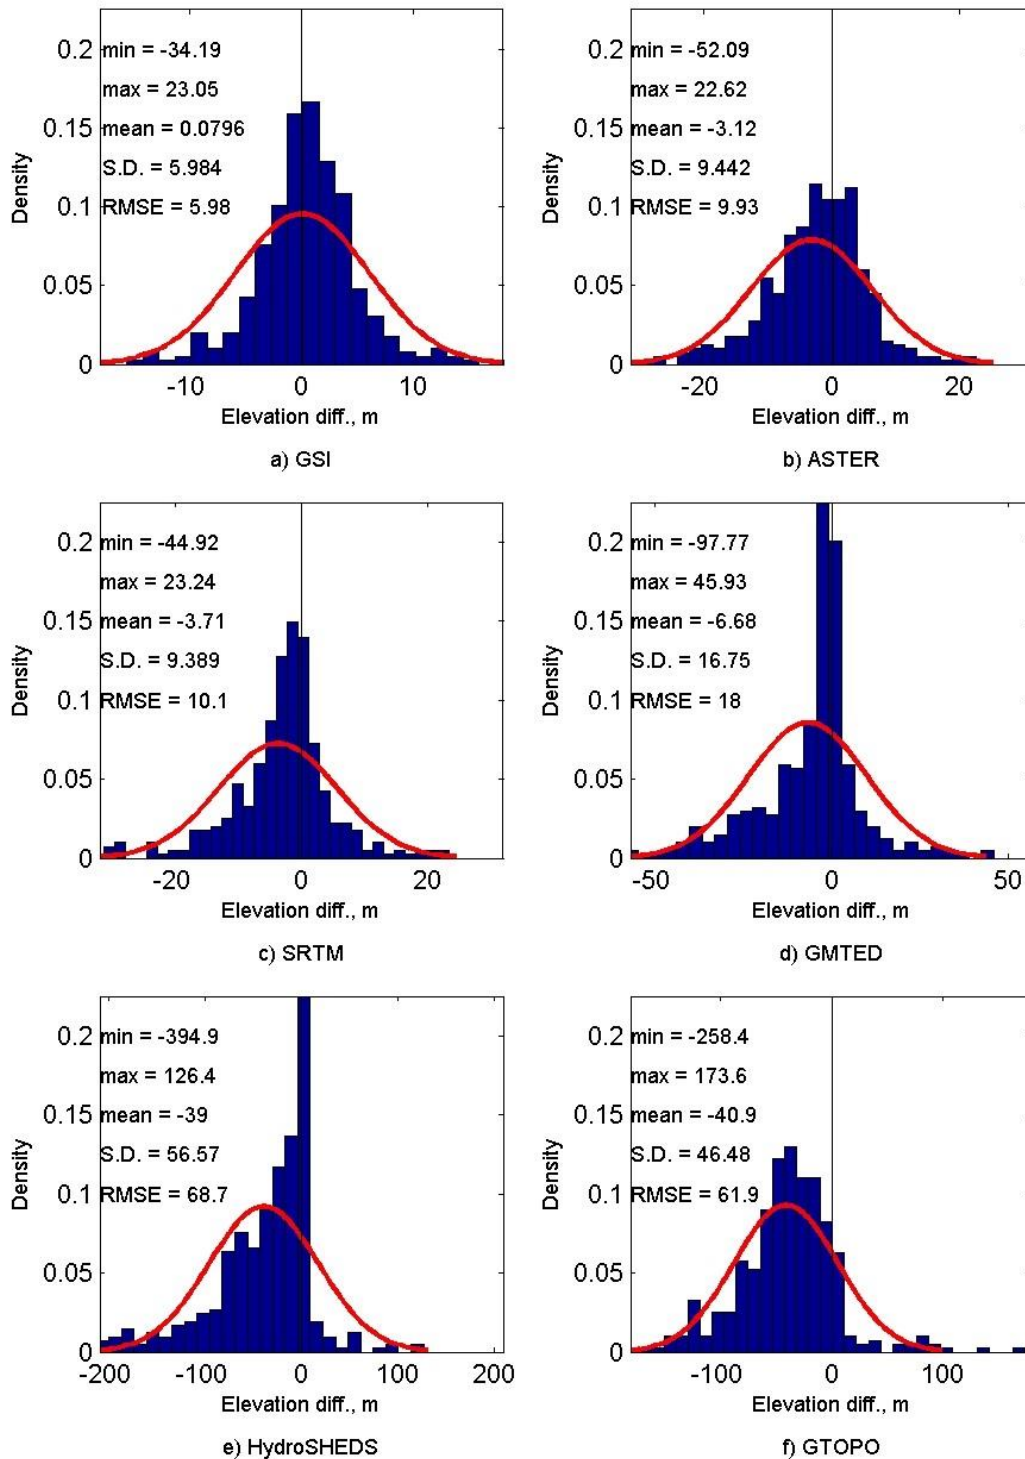 0.2
0.15
0.1
0.05
0
Density
min = -34.19
max = 23.05
mean = 0.0796
S.D. = 5.984
RMSE = 5.98
-10 0 10
Elevation diff., m
a) GSI
0.2
0.15
0.1
0.05
0
Density
min = -52.09
max = 22.62
mean = -3.12
S.D. = 9.442
RMSE = 9.93
-20 0 20
Elevation diff., m
b) ASTER
0.2
0.15
0.1
0.05
0
Density
min = -44.92
max = 23.24
mean = -3.71
S.D. = 9.389
RMSE = 10.1
-20 0 20
Elevation diff., m
c) SRTM
0.2
0.15
0.1
0.05
0
Density
min = -97.77
max = 45.93
mean = -6.68
S.D. = 16.75
RMSE = 18
-50 0 50
Elevation diff., m
d) GMTED
0.2
0.15
0.1
0.05
0
Density
min = -394.9
max = 126.4
mean = -39
S.D. = 56.57
RMSE = 68.7
-200 -100 0 100 200
Elevation diff., m
e) HydroSHEDS
0.2
0.15
0.1
0.05
0
Density
min = -258.4
max = 173.6
mean = -40.9
S.D. = 46.48
RMSE = 61.9
-100 0 100
Elevation diff., m
f) GTOPO